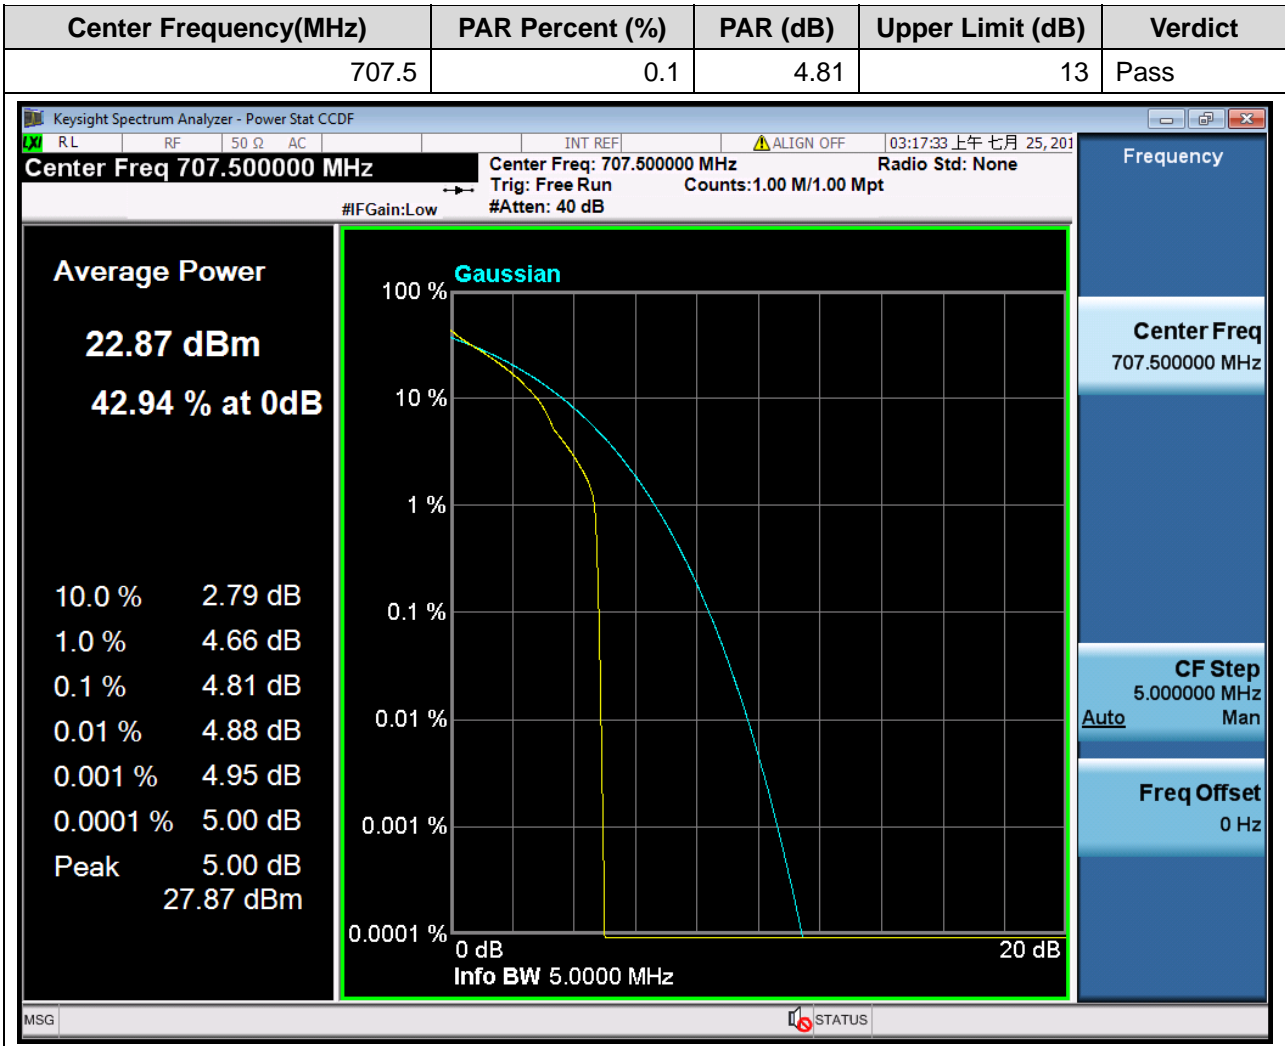 Center Frequency(MHz) PAR Percent (%) PAR (dB) Upper Limit (dB) Verdict
707.5 0.1 4.81 13 Pass
Keysight Spectrum Analyzer - Power Stat CCDF
LXI RL RF 50 Ω AC INT REF ALIGN OFF 03:17:33 上午 七月 25, 201
Center Freq 707.500000 MHz
Center Freq: 707.500000 MHz Radio Std: None
Trig: Free Run Counts:1.00 M/1.00 Mpt
#IFGain:Low #Atten: 40 dB
Frequency
Average Power
22.87 dBm
42.94 % at 0dB
10.0 % 2.79 dB
1.0 % 4.66 dB
0.1 % 4.81 dB
0.01 % 4.88 dB
0.001 % 4.95 dB
0.0001 % 5.00 dB
Peak 5.00 dB
27.87 dBm
Gaussian
100 %
10 %
1 %
0.1 %
0.01 %
0.001 %
0.0001 %
0 dB 20 dB
Info BW 5.0000 MHz
Center Freq
707.500000 MHz
CF Step
5.000000 MHz
Auto Man
Freq Offset
0 Hz
MSG STATUS